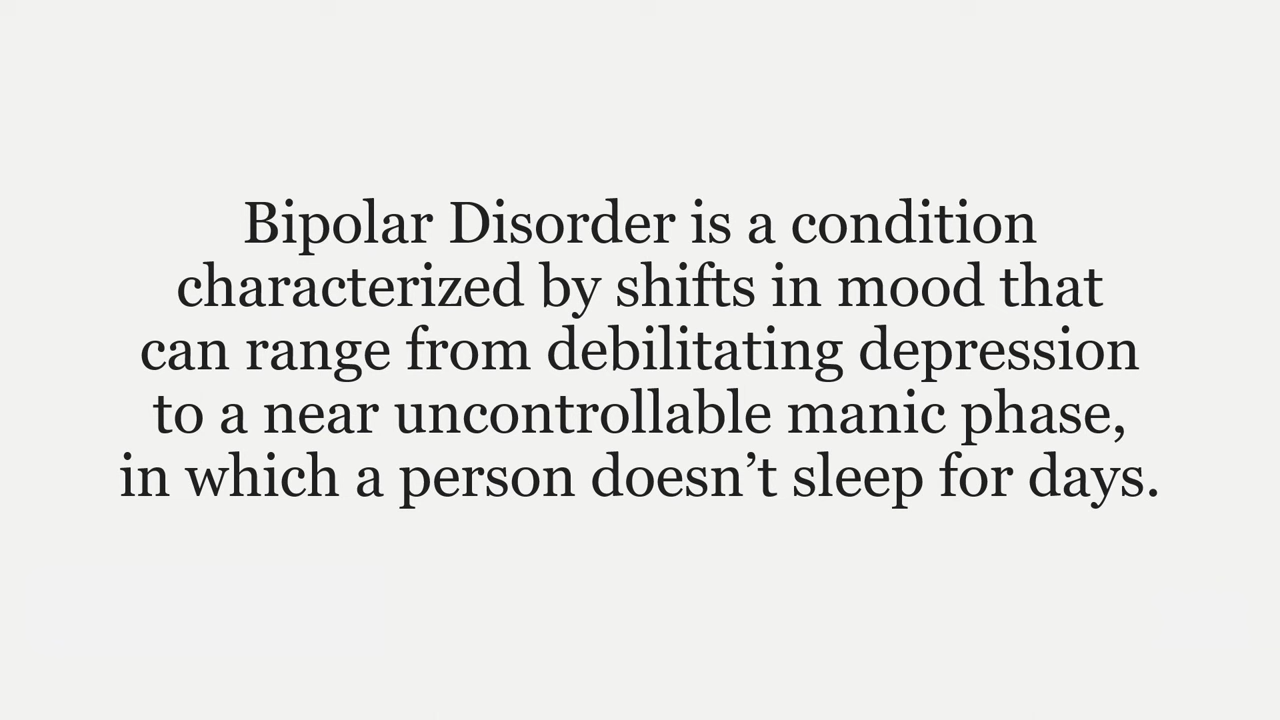 Bipolar Disorder is a condition
characterized by shifts in mood that
can range from debilitating depression
to a near uncontrollable manic phase,
in which a person doesn’t sleep for days.